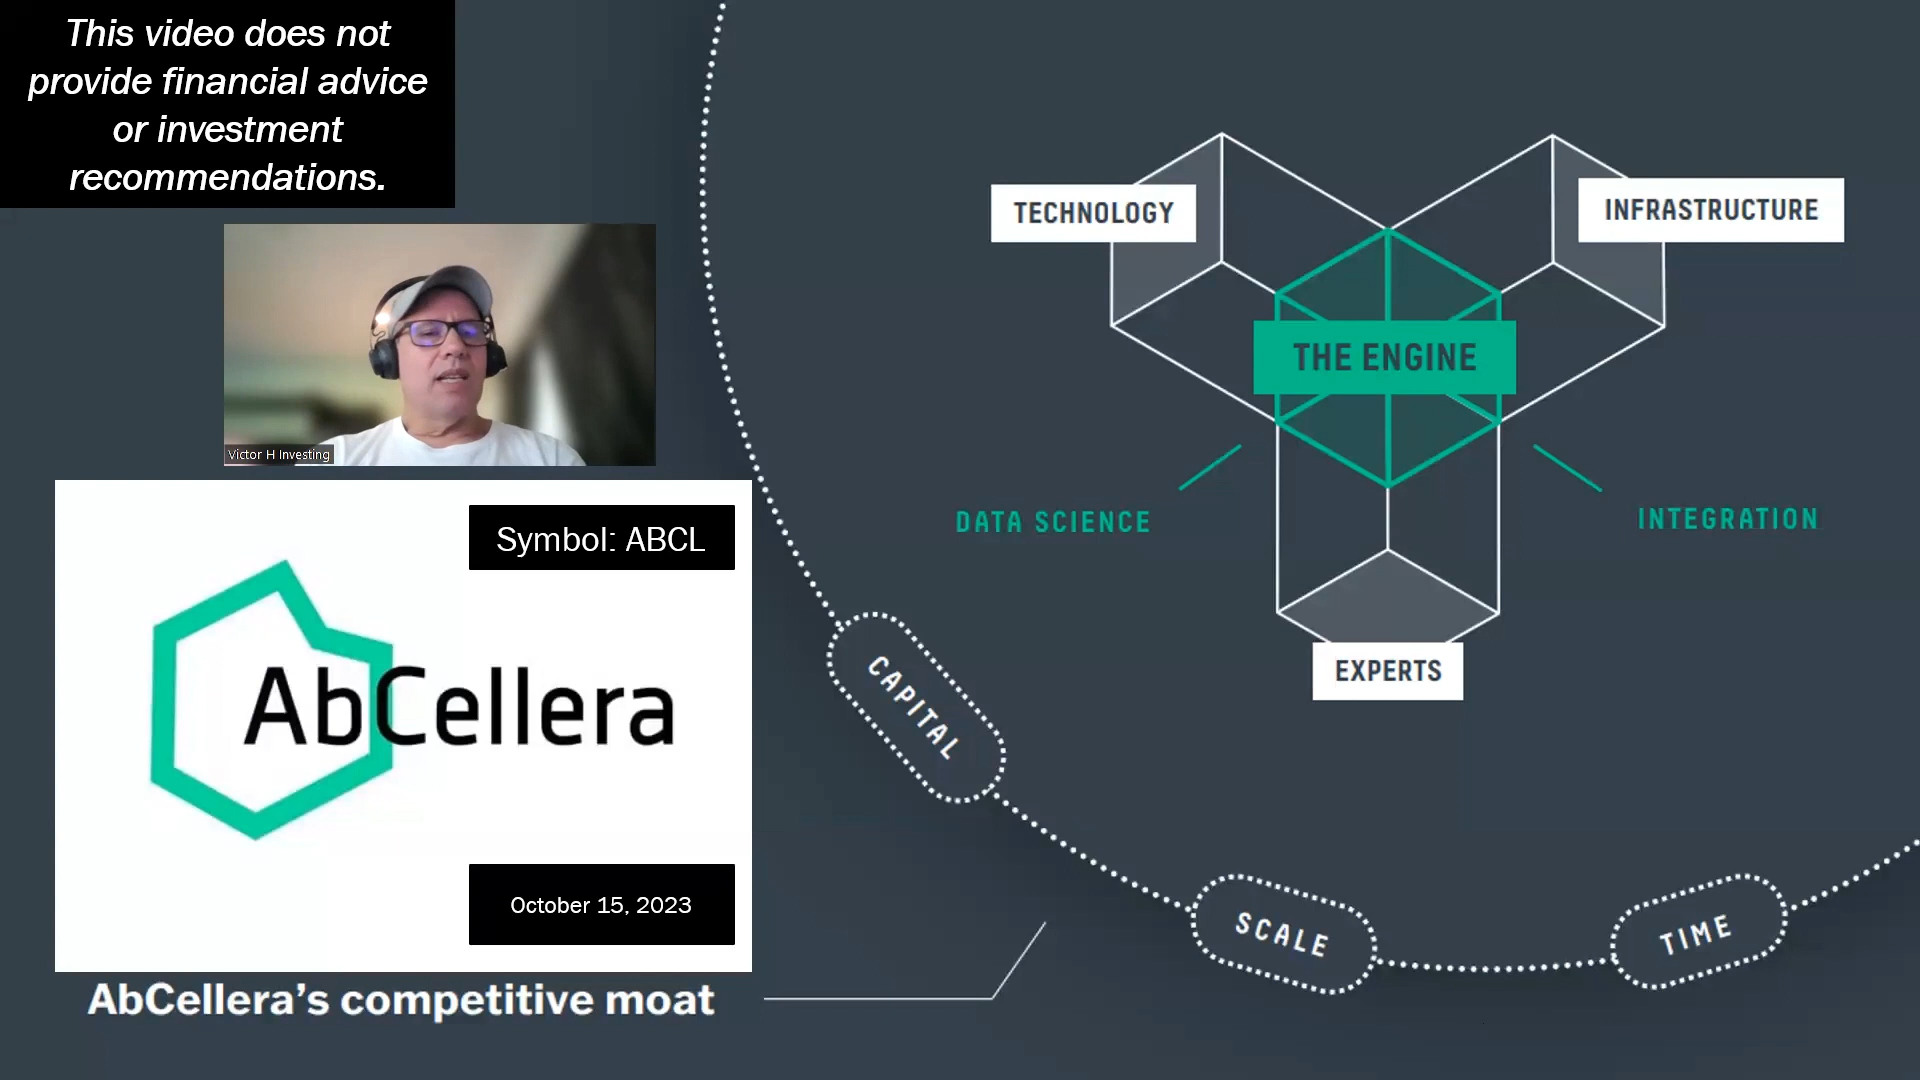 This video does not
provide financial advice
or investment
recommendations.
Victor H Investing
Symbol: ABCL
AbCellera
October 15, 2023
AbCellera's competitive moat
TECHNOLOGY
INFRASTRUCTURE
THE ENGINE
DATA SCIENCE
INTEGRATION
EXPERTS
CAPITAL
SCALE
TIME